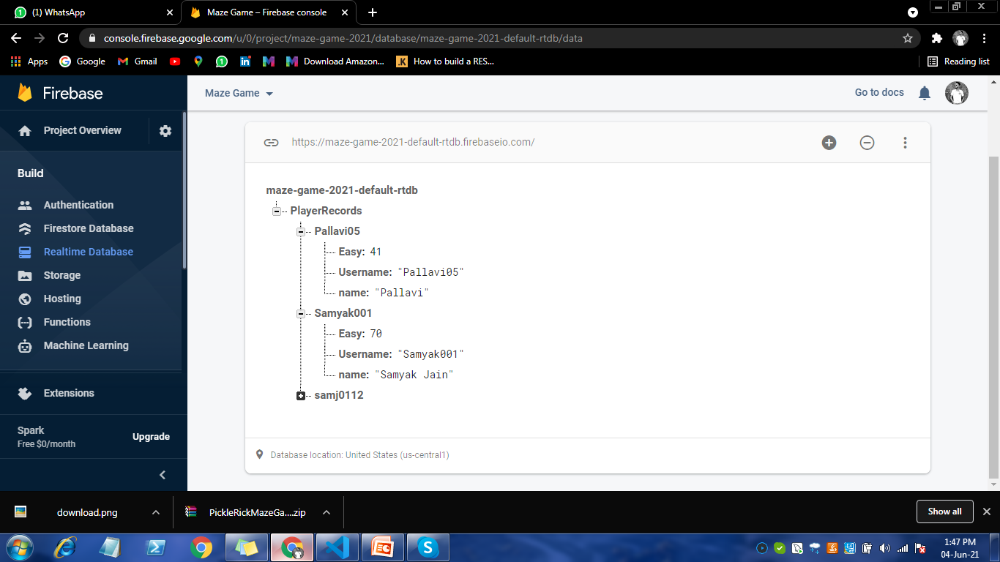 (1) WhatsApp
Maze Game – Firebase console
console.firebase.google.com/u/0/project/maze-game-2021/database/maze-game-2021-default-rtdb/data
Apps
Google
Gmail
Download Amazon...
How to build a RES...
Reading list
Firebase
Maze Game
Go to docs
Project Overview
https://maze-game-2021-default-rtdb.firebaseio.com/
Build
Authentication
Firestore Database
Realtime Database
Storage
Hosting
Functions
Machine Learning
Extensions
Spark
Free $0/month
Upgrade
maze-game-2021-default-rtdb
PlayerRecords
Pallavi05
Easy: 41
Username: "Pallavi05"
name: "Pallavi"
Samyak001
Easy: 70
Username: "Samyak001"
name: "Samyak Jain"
samj0112
Database location: United States (us-central1)
download.png
PickleRickMazeGa....zip
Show all
1:47 PM
04-Jun-21